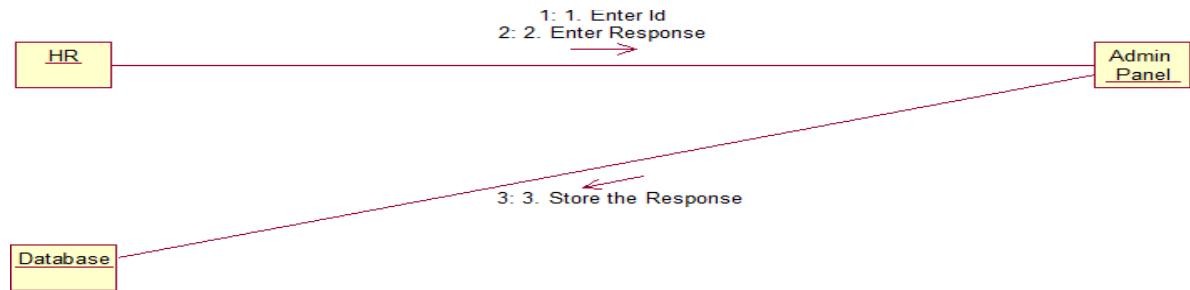 1: 1. Enter Id
2: 2. Enter Response
HR
Admin
Panel
3: 3. Store the Response
Database